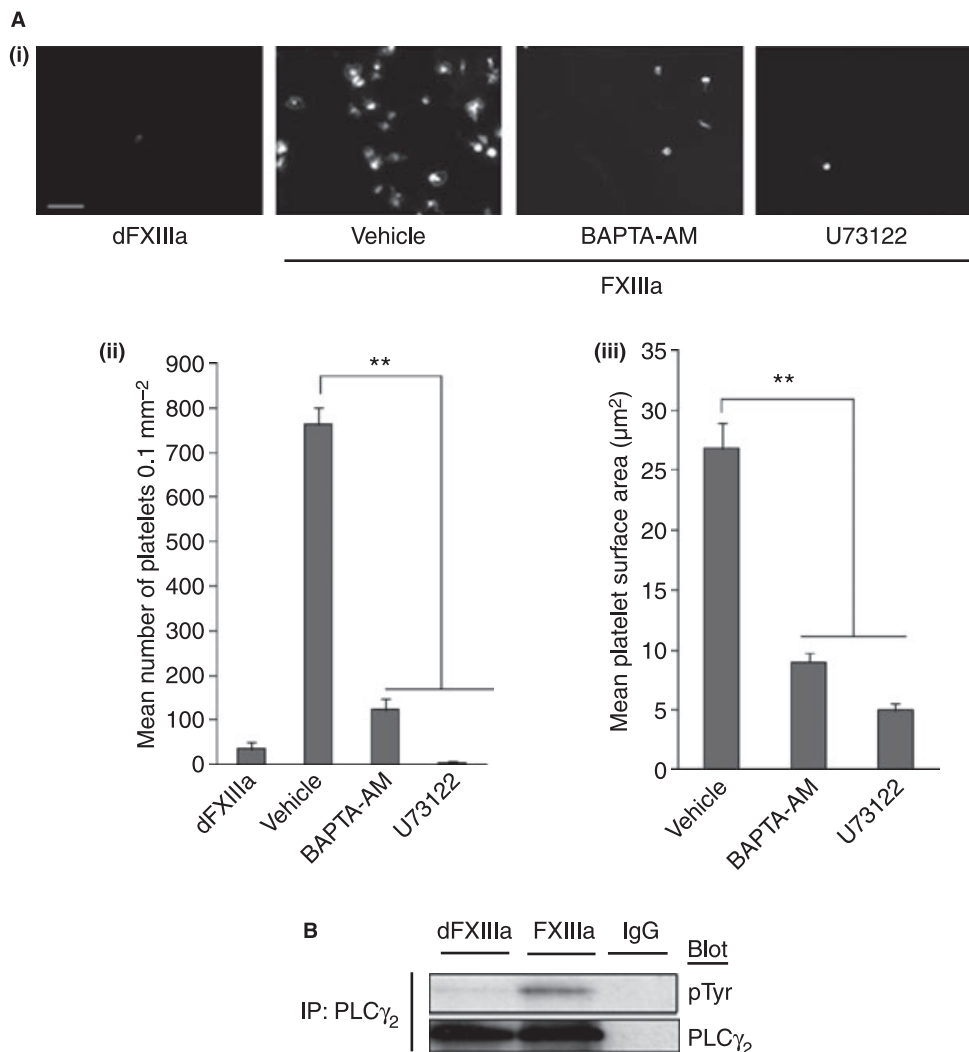 A
(i)
dFXIIIa Vehicle BAPTA-AM U73122
FXIIIa
(ii)
Mean number of platelets 0.1 mm⁻²
900
800
700
600
500
400
300
200
100
0
**
dFXIIIa Vehicle BAPTA-AM U73122
(iii)
Mean platelet surface area (µm²)
35
30
25
20
15
10
5
0
**
Vehicle BAPTA-AM U73122
B
dFXIIIa FXIIIa IgG Blot
IP: PLCγ₂
pTyr
PLCγ₂